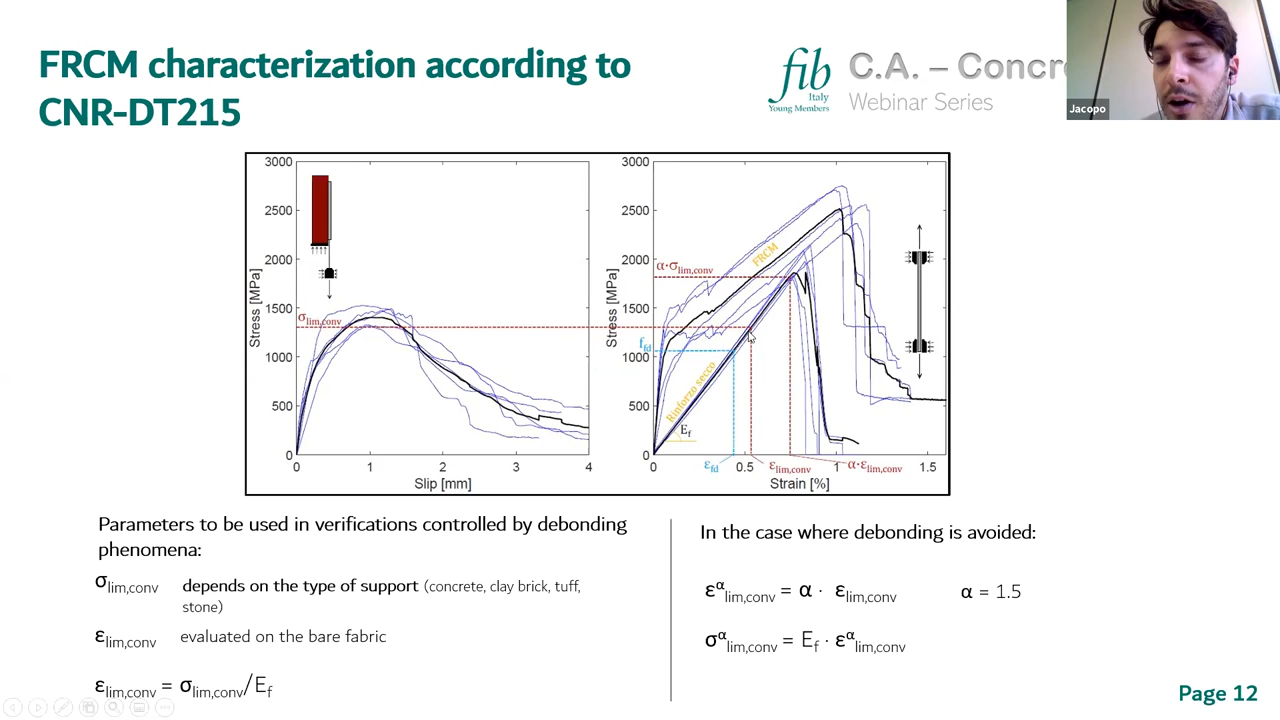 FRCM characterization according to
CNR-DT215
fib
Italy
Young Members
C.A. – Concre
Webinar Series
Jacopo
3000
2500
2000
1500
1000
500
0
Stress [MPa]
σlim,conv
0
1
2
3
4
Slip [mm]
3000
2500
2000
1500
1000
500
0
Stress [MPa]
α·σlim,conv
ffd
FRCM
Rinforzo secco
Ef
εfd
εlim,conv
α·εlim,conv
0
0.5
1
1.5
Strain [%]
Parameters to be used in verifications controlled by debonding
phenomena:
σlim,conv depends on the type of support (concrete, clay brick, tuff,
stone)
εlim,conv evaluated on the bare fabric
εlim,conv = σlim,conv/Ef
In the case where debonding is avoided:
εαlim,conv = α · εlim,conv α = 1.5
σαlim,conv = Ef · εαlim,conv
Page 12